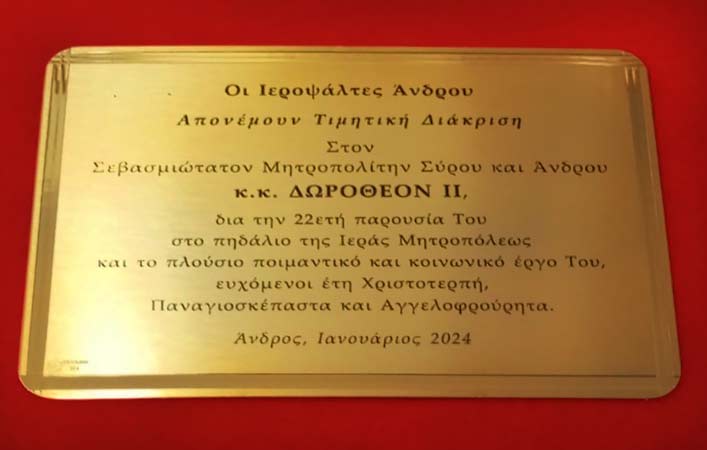 Οι Ιεροψάλτες Άνδρου
Απονέμουν Τιμητική Διάκριση
Στον
Σεβασμιώτατον Μητροπολίτην Σύρου και Άνδρου
κ.κ. ΔΩΡΟΘΕΟΝ ΙΙ,
δια την 22ετή παρουσία Του
στο πηδάλιο της Ιεράς Μητροπόλεως
και το πλούσιο ποιμαντικό και κοινωνικό έργο Του,
ευχόμενοι έτη Χριστοτερπή,
Παναγιοσκέπαστα και Αγγελοφρούρητα.
Άνδρος, Ιανουάριος 2024